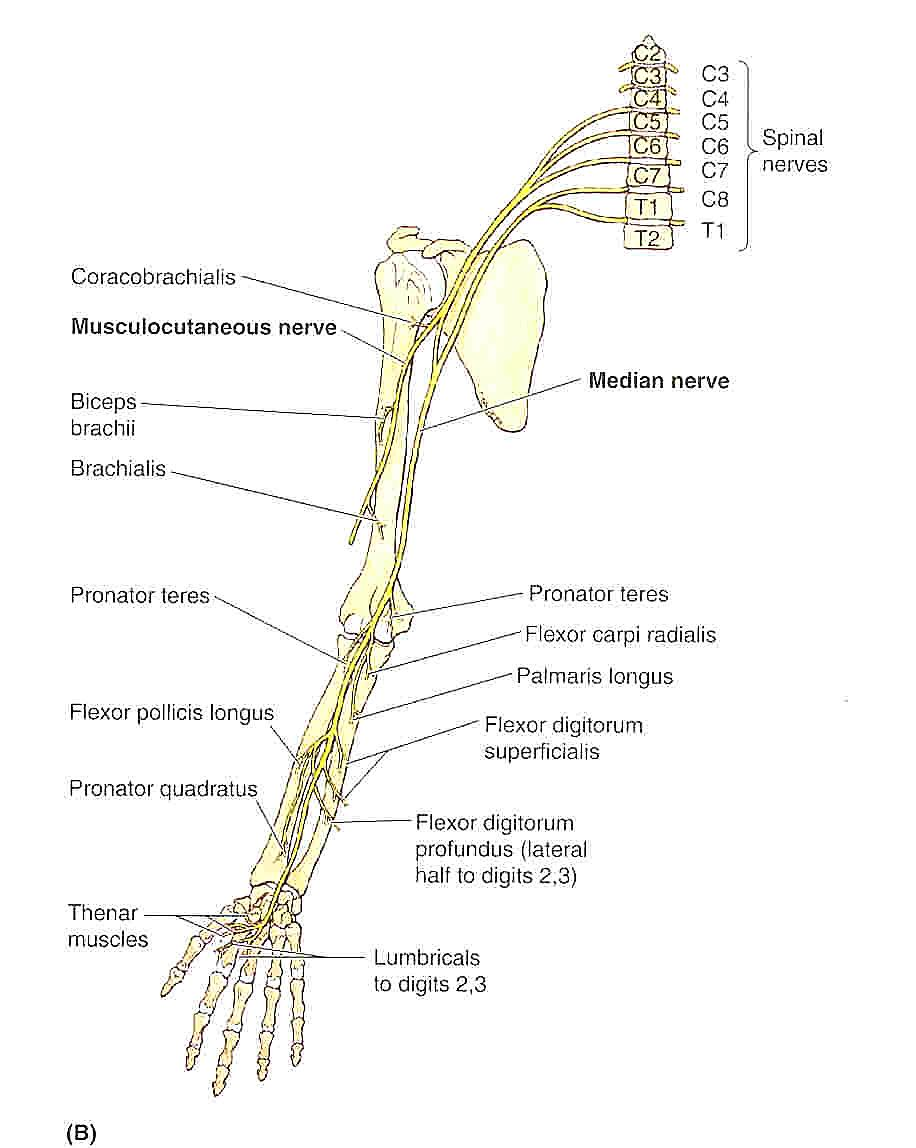 C2
C3
C4
C5
C6
C7
T1
T2
C3
C4
C5
C6
C7
C8
T1
Spinal
nerves
Coracobrachialis
Musculocutaneous nerve
Median nerve
Biceps
brachii
Brachialis
Pronator teres
Pronator teres
Flexor carpi radialis
Palmaris longus
Flexor pollicis longus
Flexor digitorum
superficialis
Pronator quadratus
Flexor digitorum
profundus (lateral
half to digits 2,3)
Thenar
muscles
Lumbricals
to digits 2,3
(B)